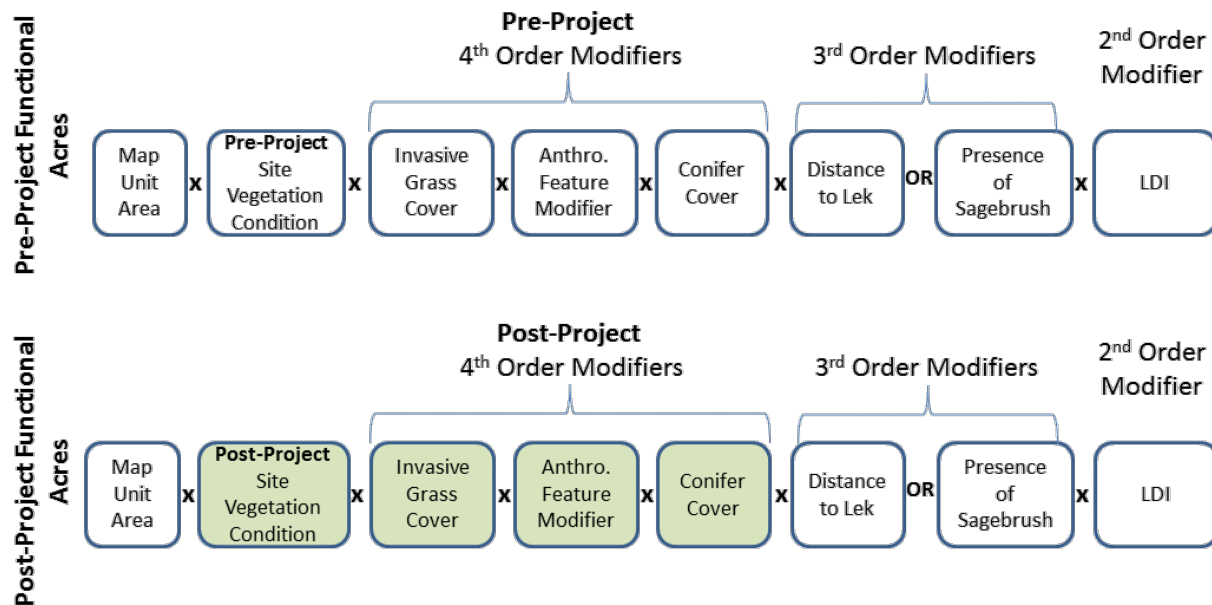 Pre-Project Functional
Acres
Pre-Project
4th Order Modifiers
3rd Order Modifiers
2nd Order
Modifier
Map
Unit
Area
x
Pre-Project
Site
Vegetation
Condition
x
Invasive
Grass
Cover
x
Anthro.
Feature
Modifier
x
Conifer
Cover
x
Distance
to Lek
OR
Presence
of
Sagebrush
x
LDI
Post-Project Functional
Acres
Post-Project
4th Order Modifiers
3rd Order Modifiers
2nd Order
Modifier
Map
Unit
Area
x
Post-Project
Site
Vegetation
Condition
x
Invasive
Grass
Cover
x
Anthro.
Feature
Modifier
x
Conifer
Cover
x
Distance
to Lek
OR
Presence
of
Sagebrush
x
LDI